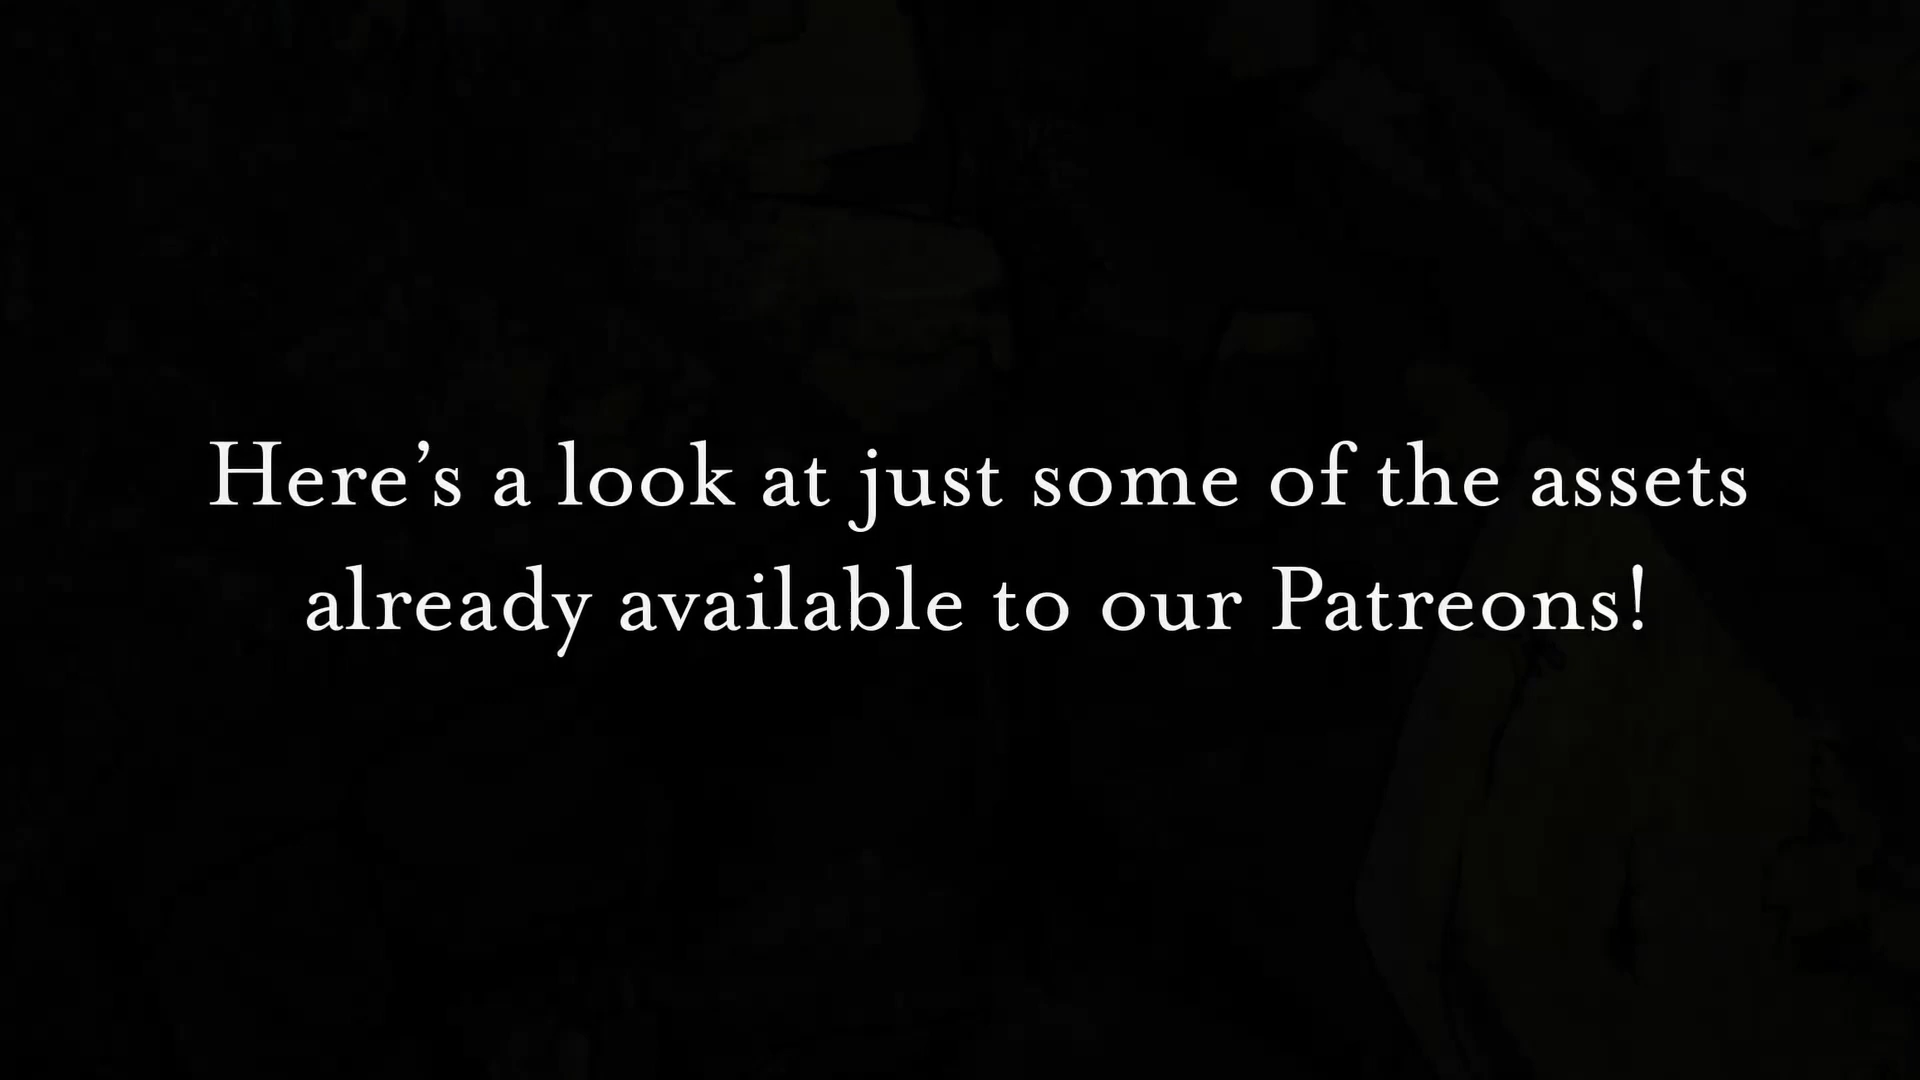 Here’s a look at just some of the assets
already available to our Patreons!